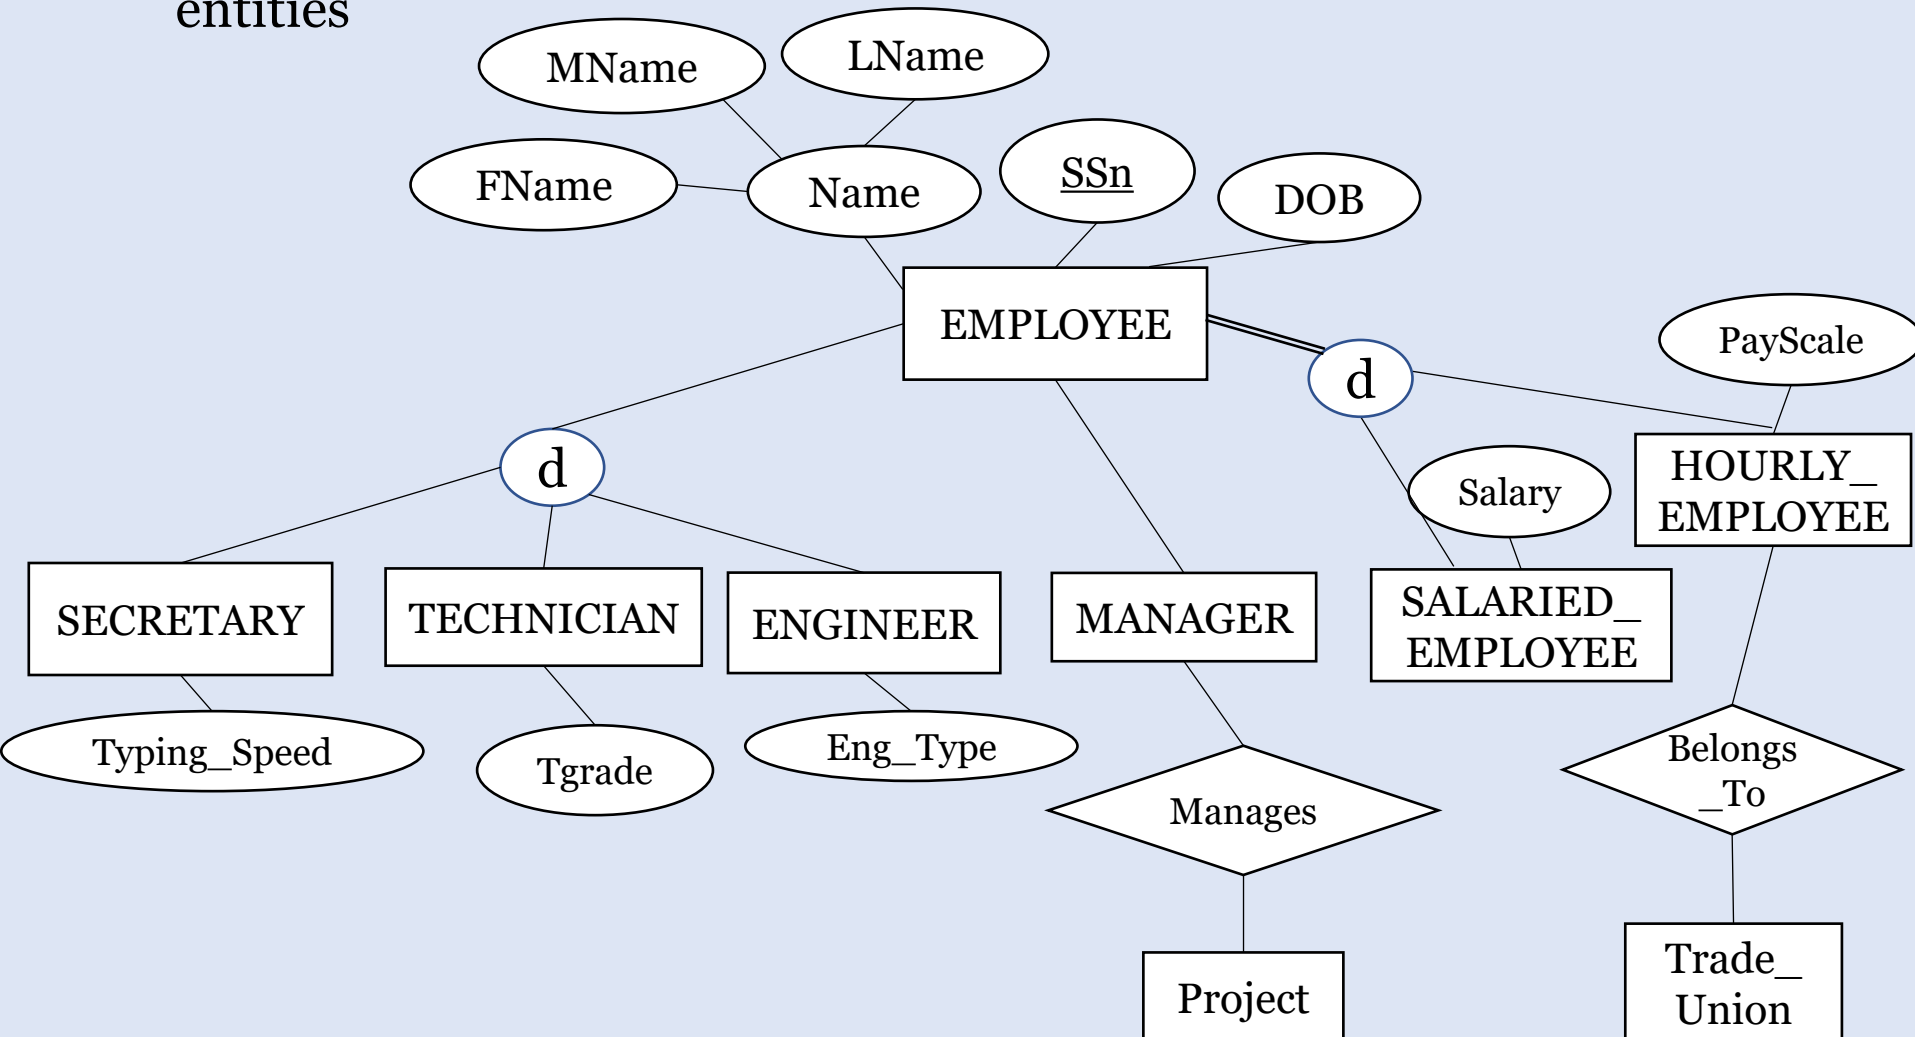 entities
MName
LName
FName
Name
SSn
DOB
EMPLOYEE
PayScale
d
d
Salary
HOURLY_
EMPLOYEE
SECRETARY
TECHNICIAN
ENGINEER
MANAGER
SALARIED_
EMPLOYEE
Typing_Speed
Tgrade
Eng_Type
Manages
Belongs
_To
Project
Trade_
Union